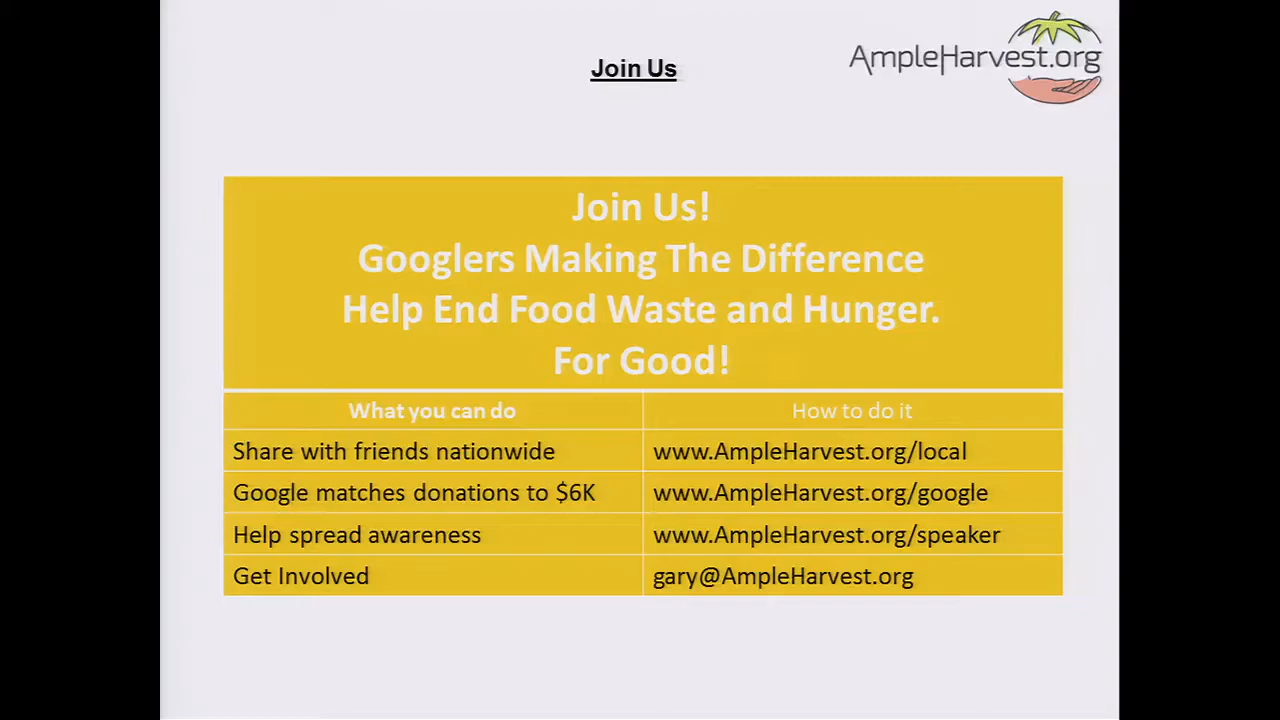 Join Us
AmpleHarvest.org
Join Us!
Googlers Making The Difference
Help End Food Waste and Hunger.
For Good!
What you can do
How to do it
Share with friends nationwide
www.AmpleHarvest.org/local
Google matches donations to $6K
www.AmpleHarvest.org/google
Help spread awareness
www.AmpleHarvest.org/speaker
Get Involved
gary@AmpleHarvest.org